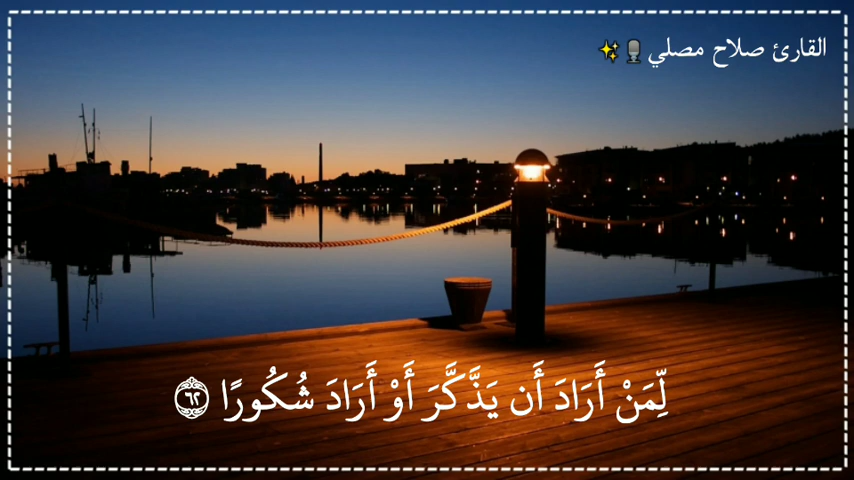 القارئ صلاح مصلي 🎙️✨
لِّمَنْ أَرَادَ أَن يَذَّكَّرَ أَوْ أَرَادَ شُكُورًا ۝٦٢